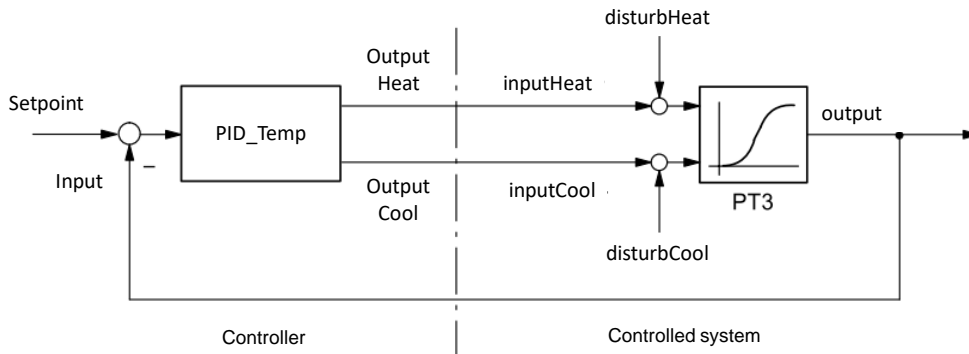 disturbHeat
Output
Heat
inputHeat
Setpoint
PID_Temp
output
Input
–
Output
Cool
inputCool
PT3
disturbCool
Controller
Controlled system